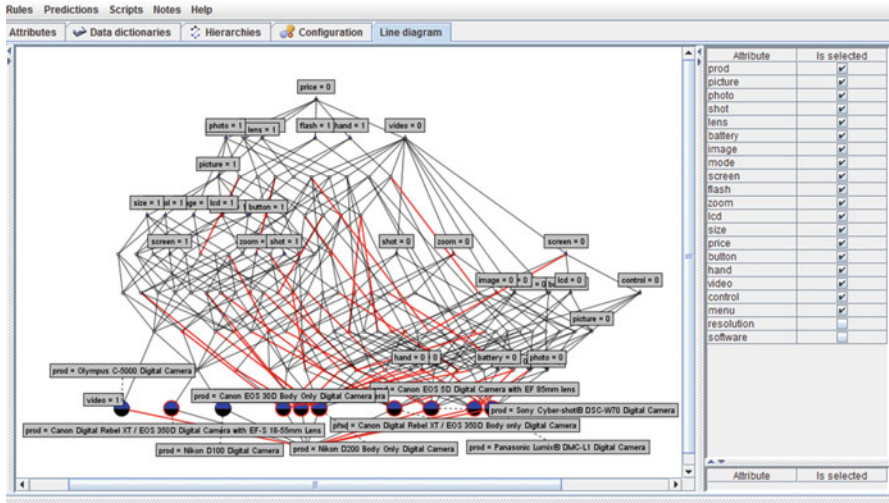 Rules Predictions Scripts Notes Help
Attributes Data dictionaries Hierarchies Configuration Line diagram
Attribute Is selected
prod
picture
photo
shot
lens
battery
image
mode
screen
flash
zoom
lcd
size
price
button
hand
video
control
menu
resolution
software
Attribute Is selected
price = 0
photo = 1 lens = 1 flash = 1 hand = 1 video = 0
picture = 1
size = 1 lcd = 1 button = 1
screen = 1 zoom = shot = 1 shot = 0 zoom = 0 screen = 0
image = 0 = 0 lcd = 0 control = 0
picture = 0
hand = 0 battery = 0 photo = 0
prod = Olympus C-5000 Digital Camera
prod = Canon EOS 5D Digital Camera with EF 85mm lens
video = 1 prod = Canon EOS 30D Body Only Digital Camera
prod = Sony Cyber-shot® DSC-W70 Digital Camera
prod = Canon Digital Rebel XT / EOS 350D Digital Camera with EF-S 18-55mm Lens
prod = Canon Digital Rebel XT / EOS 350D Body only Digital Camera
prod = Nikon D100 Digital Camera prod = Nikon D200 Body Only Digital Camera prod = Panasonic Lumix® DMC-L1 Digital Camera